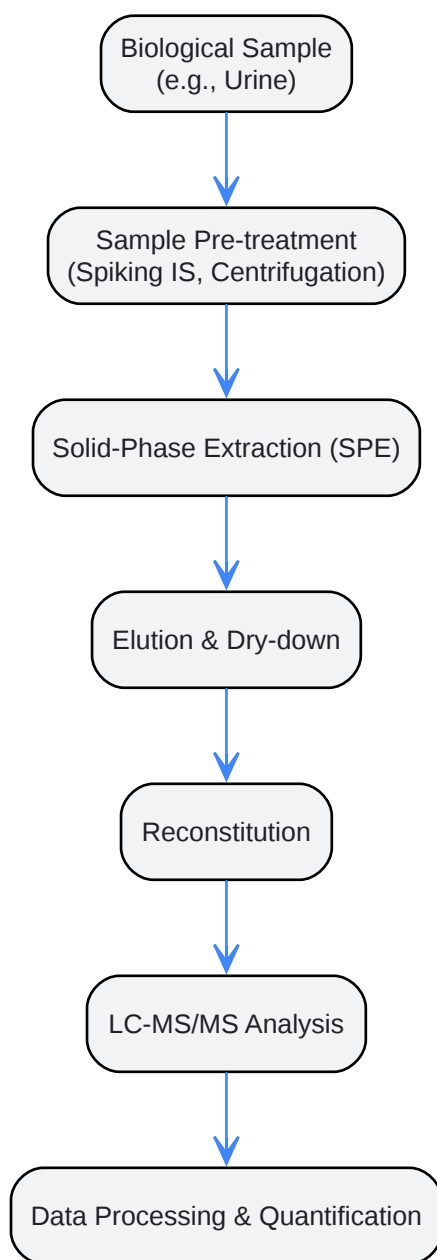 Biological Sample
(e.g., Urine)
Sample Pre-treatment
(Spiking IS, Centrifugation)
Solid-Phase Extraction (SPE)
Elution & Dry-down
Reconstitution
LC-MS/MS Analysis
Data Processing & Quantification